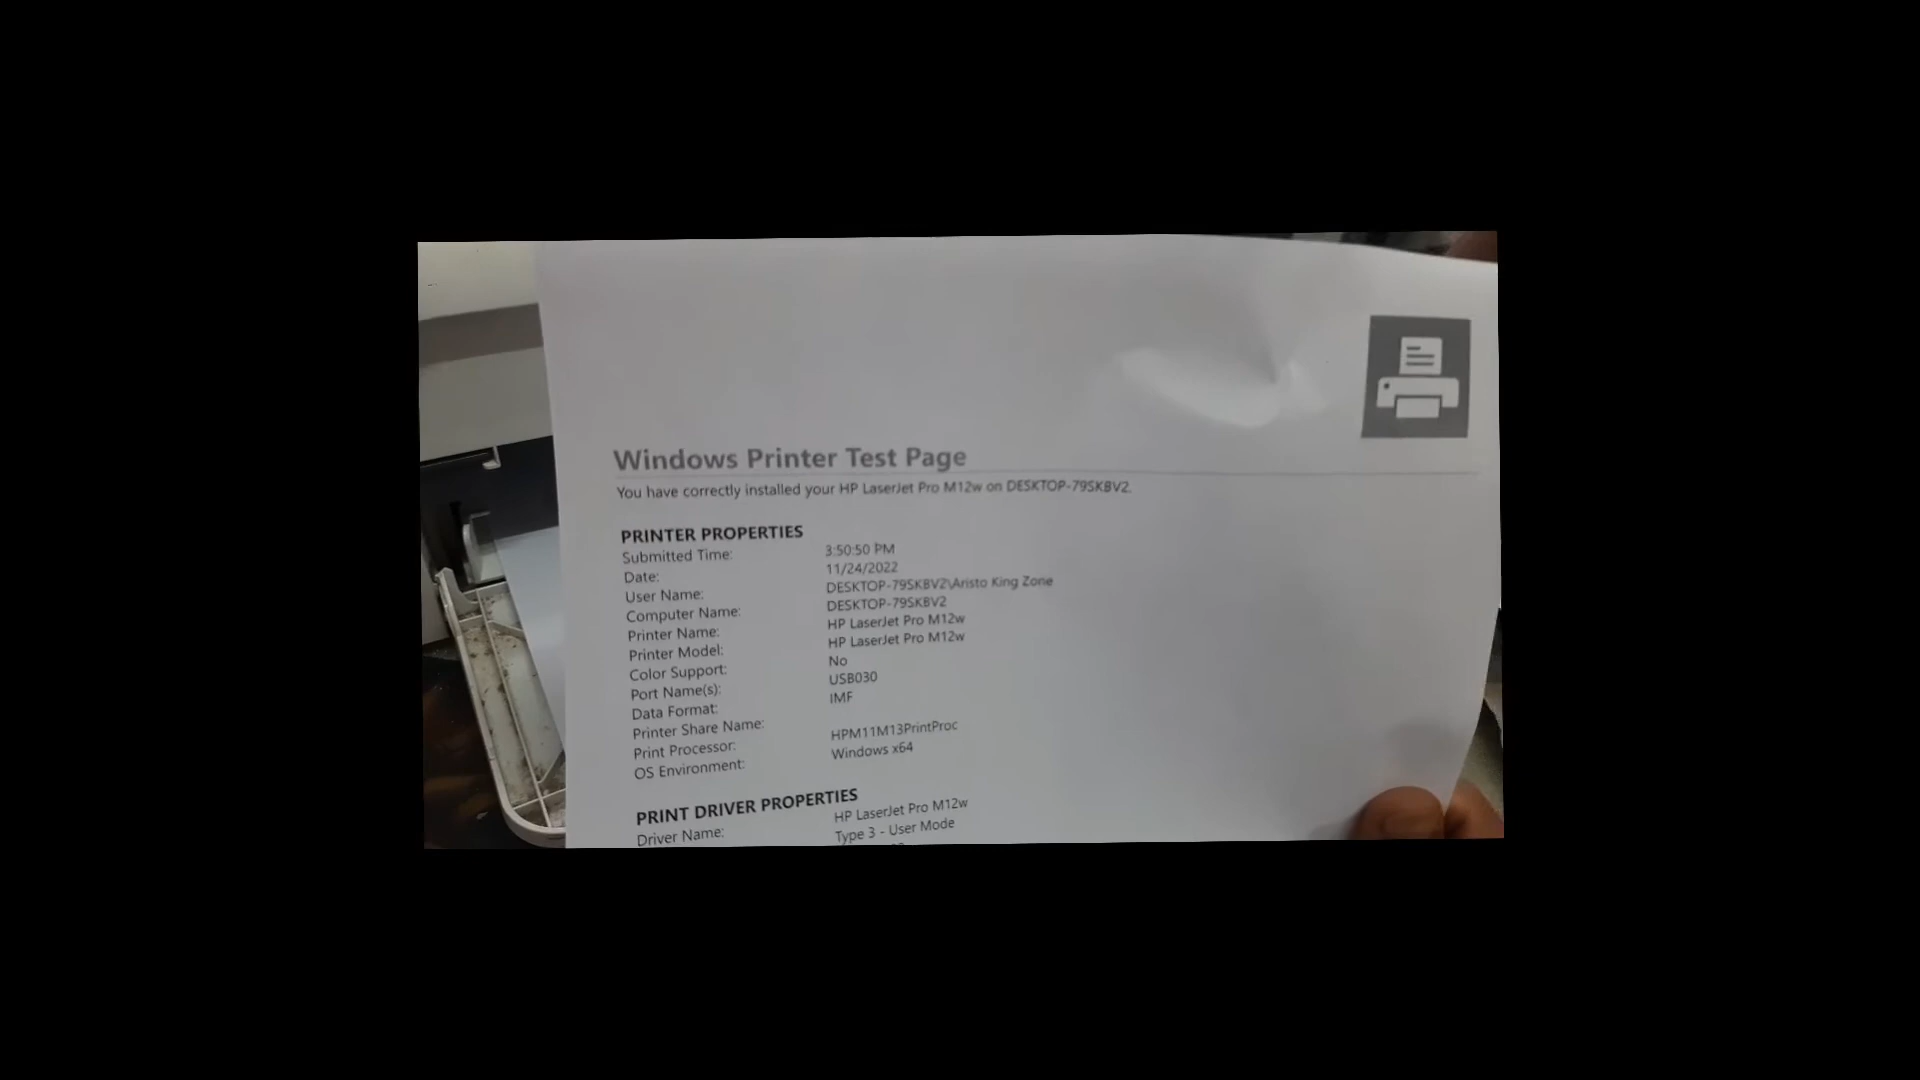 Windows Printer Test Page
You have correctly installed your HP LaserJet Pro M12w on DESKTOP-79SKBV2.
PRINTER PROPERTIES
Submitted Time: 3:50:50 PM
Date: 11/24/2022
User Name: DESKTOP-79SKBV2\Aristo King Zone
Computer Name: DESKTOP-79SKBV2
Printer Name: HP LaserJet Pro M12w
Printer Model: HP LaserJet Pro M12w
Color Support: No
Port Name(s): USB030
Data Format: IMF
Printer Share Name:
Print Processor: HPM11M13PrintProc
OS Environment: Windows x64
PRINT DRIVER PROPERTIES
Driver Name: HP LaserJet Pro M12w
Type 3 - User Mode